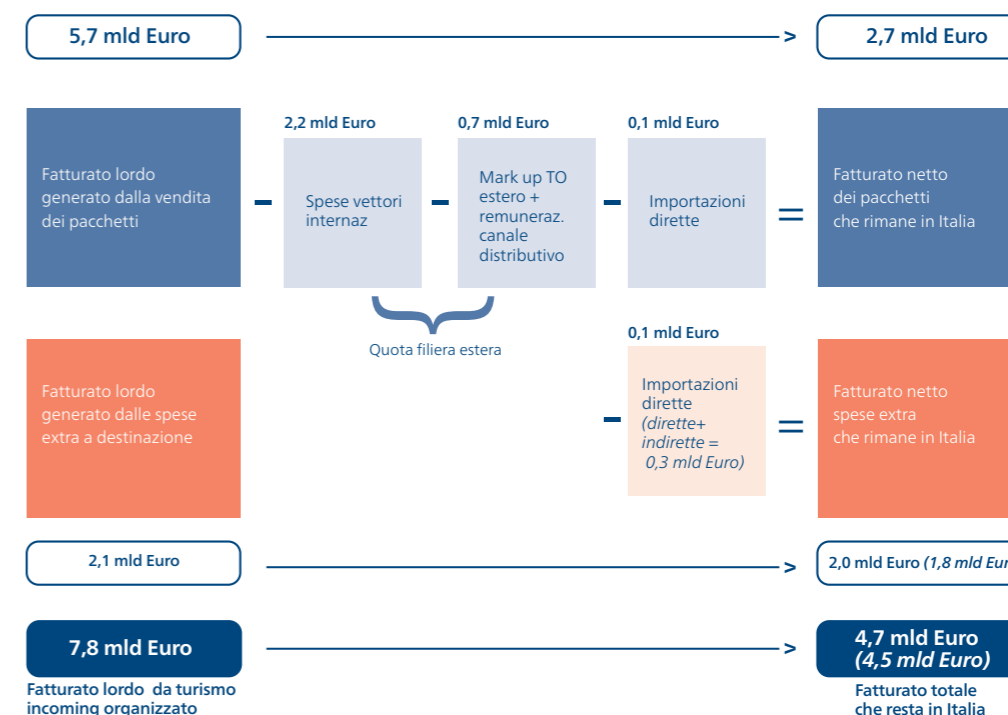 5,7 mld Euro
>
2,7 mld Euro
2,2 mld Euro
0,7 mld Euro
0,1 mld Euro
Fatturato lordo
generato dalla vendita
dei pacchetti
-
Spese vettori
internaz
-
Mark up TO
estero +
remuneraz.
canale
distributivo
-
Importazioni
dirette
=
Fatturato netto
dei pacchetti
che rimane in Italia
Quota filiera estera
0,1 mld Euro
Fatturato lordo
generato dalle spese
extra a destinazione
-
Importazioni
dirette
(dirette+
indirette =
0,3 mld Euro)
=
Fatturato netto
spese extra
che rimane in Italia
2,1 mld Euro
>
2,0 mld Euro (1,8 mld
7,8 mld Euro
>
4,7 mld Euro
(4,5 mld Euro)
Fatturato lordo da turismo
incoming organizzato
Fatturato totale
che resta in Italia